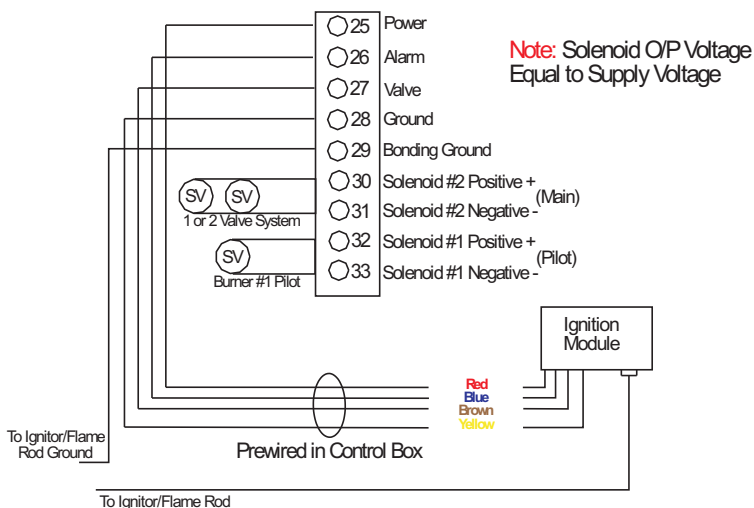 25 Power
26 Alarm
27 Valve
28 Ground
29 Bonding Ground
30 Solenoid #2 Positive +
(Main)
31 Solenoid #2 Negative -
32 Solenoid #1 Positive +
(Pilot)
33 Solenoid #1 Negative -
Note: Solenoid O/P Voltage
Equal to Supply Voltage
SV SV
1 or 2 Valve System
SV
Burner #1 Pilot
Ignition
Module
Red
Blue
Brown
Yellow
Prewired in Control Box
To Ignitor/Flame
Rod Ground
To Ignitor/Flame Rod